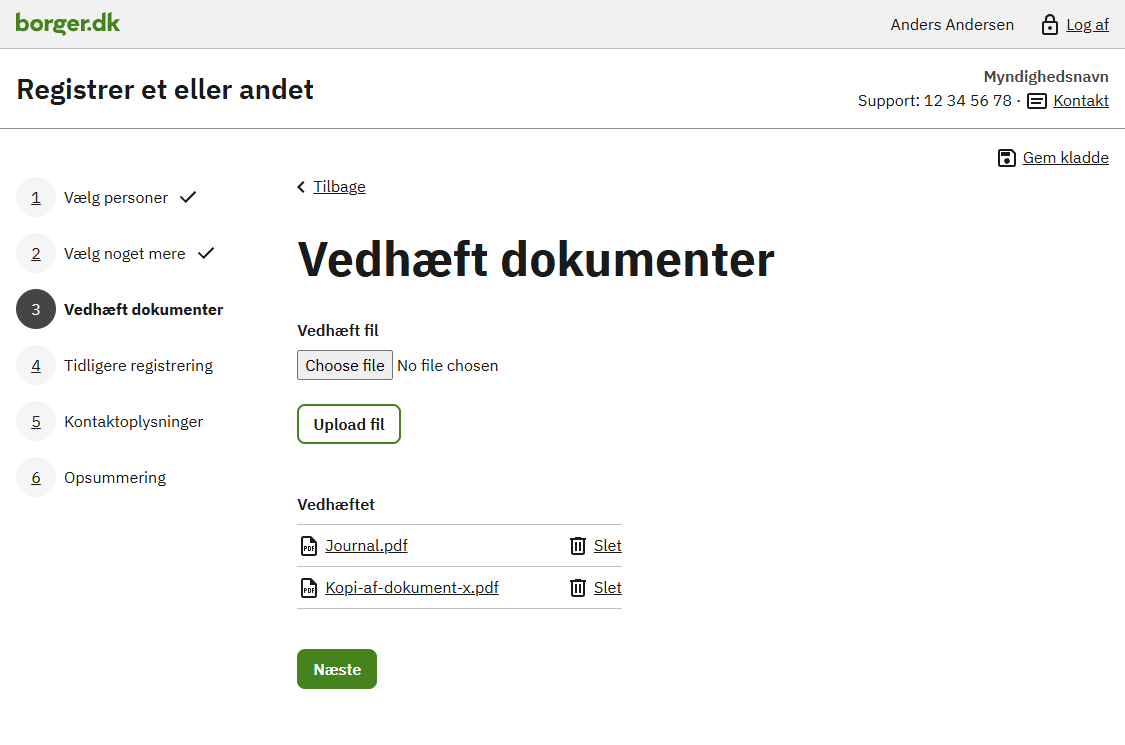 borger.dk
Anders Andersen Log af
Registrer et eller andet
Myndighedsnavn
Support: 12 34 56 78 · Kontakt
Gem kladde
1 Vælg personer
2 Vælg noget mere
3 Vedhæft dokumenter
4 Tidligere registrering
5 Kontaktoplysninger
6 Opsummering
Tilbage
Vedhæft dokumenter
Vedhæft fil
Choose file No file chosen
Upload fil
Vedhæftet
PDF Journal.pdf Slet
PDF Kopi-af-dokument-x.pdf Slet
Næste